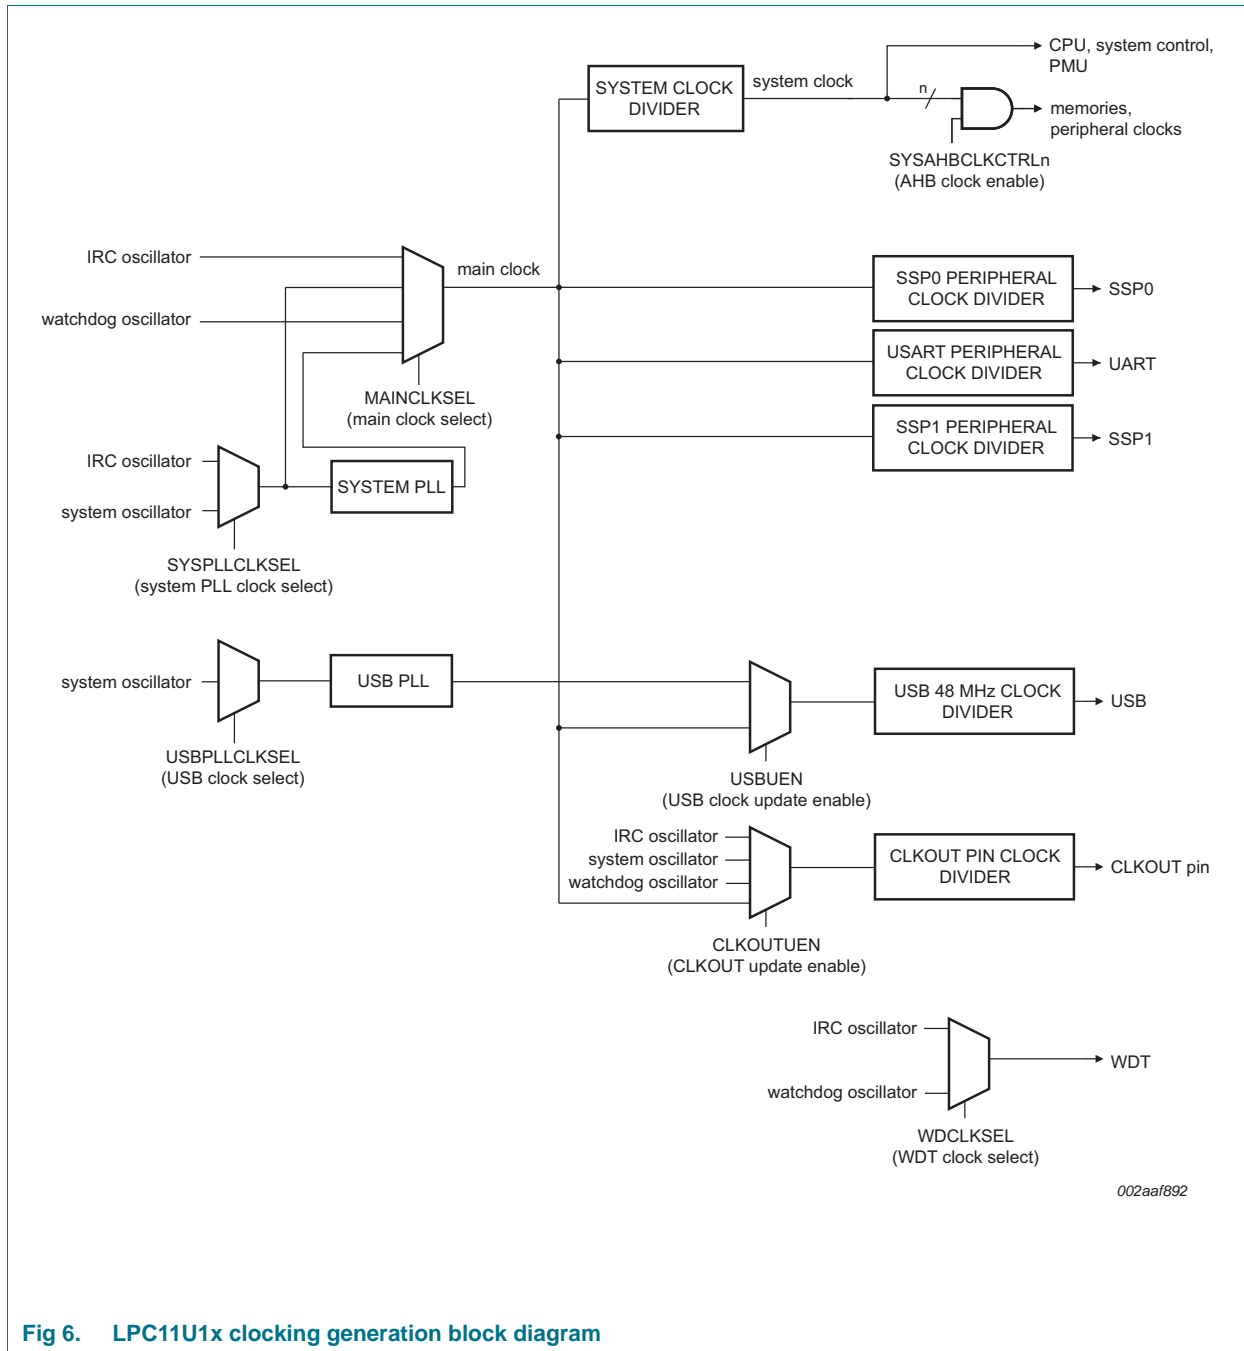 CPU, system control,
PMU
SYSTEM CLOCK
DIVIDER
system clock
n
memories,
peripheral clocks
SYSAHBCLKCTRLn
(AHB clock enable)
IRC oscillator
main clock
watchdog oscillator
SSP0 PERIPHERAL
CLOCK DIVIDER
SSP0
USART PERIPHERAL
CLOCK DIVIDER
UART
MAINCLKSEL
(main clock select)
SSP1 PERIPHERAL
CLOCK DIVIDER
SSP1
IRC oscillator
SYSTEM PLL
system oscillator
SYSPLLCLKSEL
(system PLL clock select)
system oscillator
USB PLL
USB 48 MHz CLOCK
DIVIDER
USB
USBPLLCLKSEL
(USB clock select)
USBUEN
(USB clock update enable)
IRC oscillator
system oscillator
watchdog oscillator
CLKOUT PIN CLOCK
DIVIDER
CLKOUT pin
CLKOUTUEN
(CLKOUT update enable)
IRC oscillator
WDT
watchdog oscillator
WDCLKSEL
(WDT clock select)
002aaf892
Fig 6. LPC11U1x clocking generation block diagram